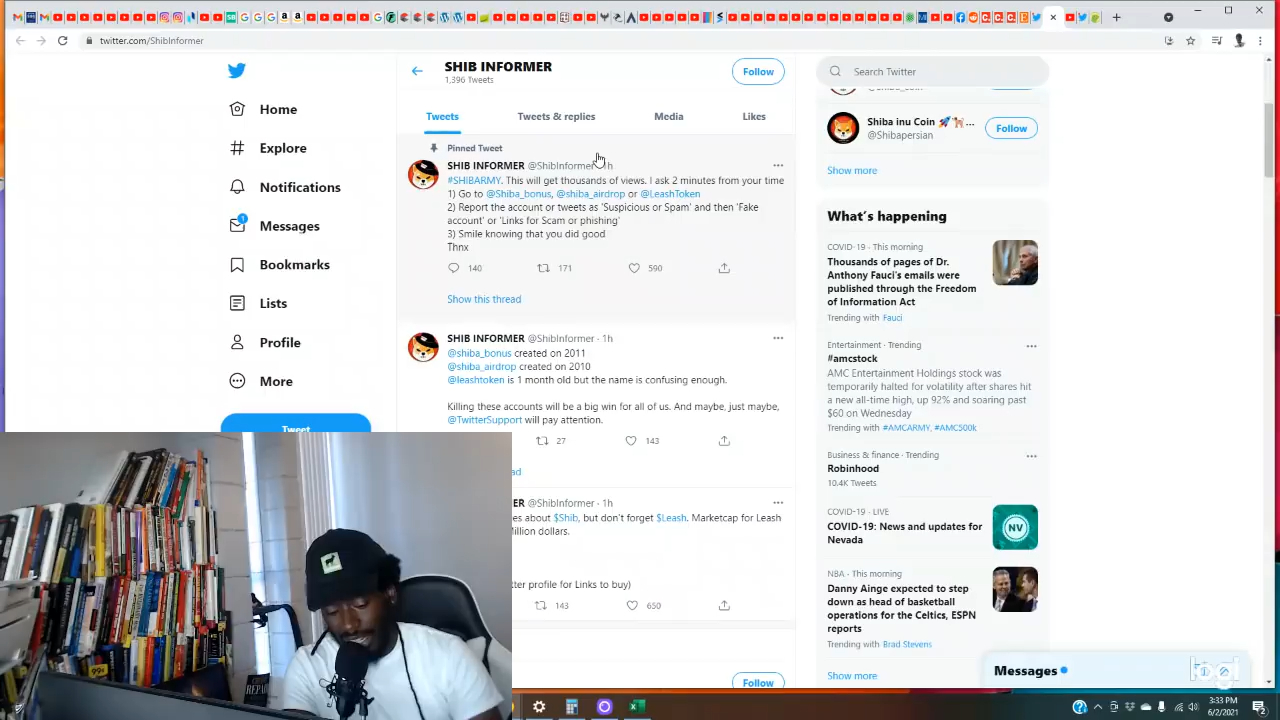 twitter.com/ShibInformer
SHIB INFORMER
1,396 Tweets
Follow
Search Twitter
Home
Explore
Notifications
1
Messages
Bookmarks
Lists
Profile
More
Tweet
Tweets
Tweets & replies
Media
Likes
Pinned Tweet
SHIB INFORMER @ShibInformer · 1h
#SHIBARMY. This will get thousands of views. I ask 2 minutes from your time
1) Go to @Shiba_bonus, @shiba_airdrop or @LeashToken
2) Report the account or tweets as 'Suspicious or Spam' and then 'Fake
account' or 'Links for Scam or phishing'
3) Smile knowing that you did good
Thnx
140 171 590
Show this thread
SHIB INFORMER @ShibInformer · 1h
@shiba_bonus created on 2011
@shiba_airdrop created on 2010
@leashtoken is 1 month old but the name is confusing enough.
Killing these accounts will be a big win for all of us. And maybe, just maybe,
@TwitterSupport will pay attention.
27 143
ad
ER @ShibInformer · 1h
es about $Shib, but don't forget $Leash. Marketcap for Leash
illion dollars.
ter profile for Links to buy)
143 650
Follow
Shiba inu Coin 🚀🐕...
@Shibapersian
Follow
Show more
What's happening
COVID-19 · This morning
Thousands of pages of Dr.
Anthony Fauci's emails were
published through the Freedom
of Information Act
Trending with Fauci
Entertainment · Trending
#amcstock
AMC Entertainment Holdings stock was
temporarily halted for volatility after shares hit
a new all-time high, up 92% and soaring past
$60 on Wednesday
Trending with #AMCARMY, #AMC500k
Business & finance · Trending
Robinhood
10.4K Tweets
COVID-19 · LIVE
COVID-19: News and updates for
Nevada
NV
NBA · This morning
Danny Ainge expected to step
down as head of basketball
operations for the Celtics, ESPN
reports
Trending with Brad Stevens
Show more
Messages
99¢
3:33 PM
6/2/2021
2